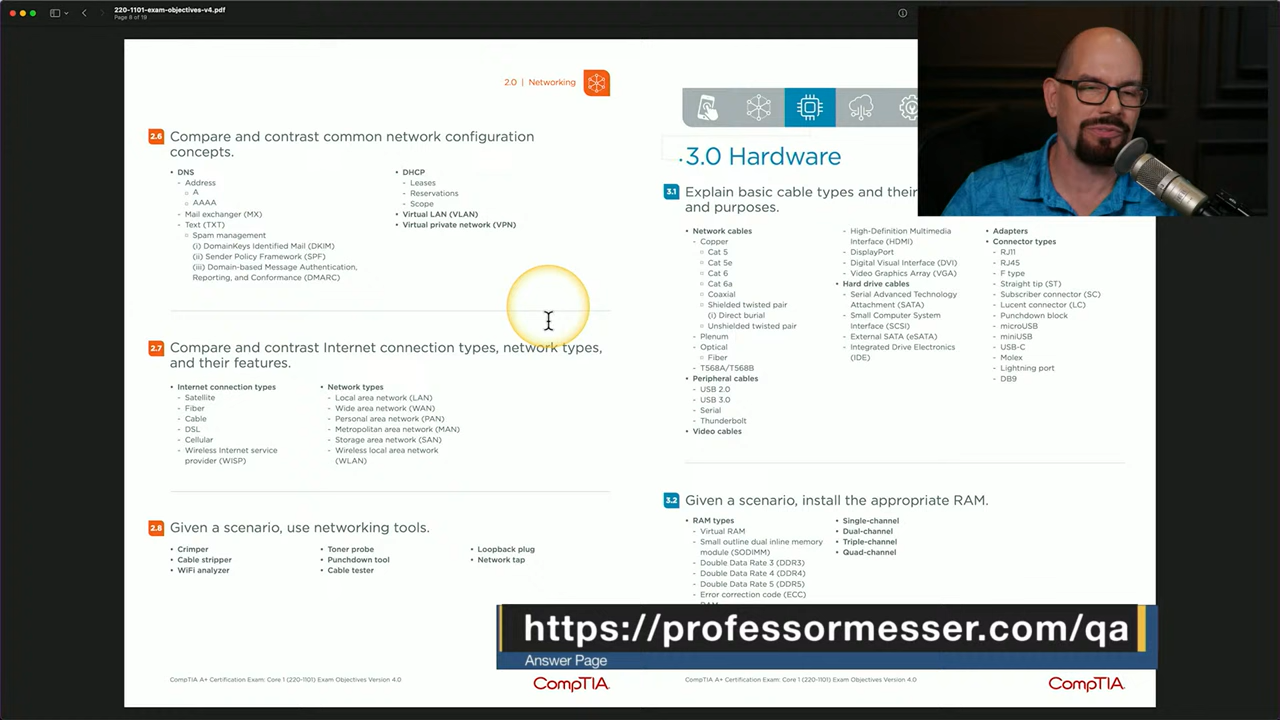 220-1101-exam-objectives-v4.pdf
Page 8 of 19
2.0 | Networking
2.6 Compare and contrast common network configuration
concepts.
• DNS
- Address
▫ A
▫ AAAA
- Mail exchanger (MX)
- Text (TXT)
▫ Spam management
(i) DomainKeys Identified Mail (DKIM)
(ii) Sender Policy Framework (SPF)
(iii) Domain-based Message Authentication,
Reporting, and Conformance (DMARC)
• DHCP
- Leases
- Reservations
- Scope
• Virtual LAN (VLAN)
• Virtual private network (VPN)
2.7 Compare and contrast Internet connection types, network types,
and their features.
• Internet connection types
- Satellite
- Fiber
- Cable
- DSL
- Cellular
- Wireless Internet service
provider (WISP)
• Network types
- Local area network (LAN)
- Wide area network (WAN)
- Personal area network (PAN)
- Metropolitan area network (MAN)
- Storage area network (SAN)
- Wireless local area network
(WLAN)
2.8 Given a scenario, use networking tools.
• Crimper
• Cable stripper
• WiFi analyzer
• Toner probe
• Punchdown tool
• Cable tester
• Loopback plug
• Network tap
CompTIA A+ Certification Exam: Core 1 (220-1101) Exam Objectives Version 4.0
CompTIA.
3.0 Hardware
3.1 Explain basic cable types and their
and purposes.
• Network cables
- Copper
▫ Cat 5
▫ Cat 5e
▫ Cat 6
▫ Cat 6a
▫ Coaxial
▫ Shielded twisted pair
(i) Direct burial
▫ Unshielded twisted pair
- Plenum
- Optical
▫ Fiber
- T568A/T568B
• Peripheral cables
- USB 2.0
- USB 3.0
- Serial
- Thunderbolt
• Video cables
- High-Definition Multimedia
Interface (HDMI)
- DisplayPort
- Digital Visual Interface (DVI)
- Video Graphics Array (VGA)
• Hard drive cables
- Serial Advanced Technology
Attachment (SATA)
- Small Computer System
Interface (SCSI)
- External SATA (eSATA)
- Integrated Drive Electronics
(IDE)
• Adapters
• Connector types
- RJ11
- RJ45
- F type
- Straight tip (ST)
- Subscriber connector (SC)
- Lucent connector (LC)
- Punchdown block
- microUSB
- miniUSB
- USB-C
- Molex
- Lightning port
- DB9
3.2 Given a scenario, install the appropriate RAM.
• RAM types
- Virtual RAM
- Small outline dual inline memory
module (SODIMM)
- Double Data Rate 3 (DDR3)
- Double Data Rate 4 (DDR4)
- Double Data Rate 5 (DDR5)
- Error correction code (ECC)
• Single-channel
• Dual-channel
• Triple-channel
• Quad-channel
https://professormesser.com/qa
Answer Page
CompTIA A+ Certification Exam: Core 1 (220-1101) Exam Objectives Version 4.0
CompTIA.